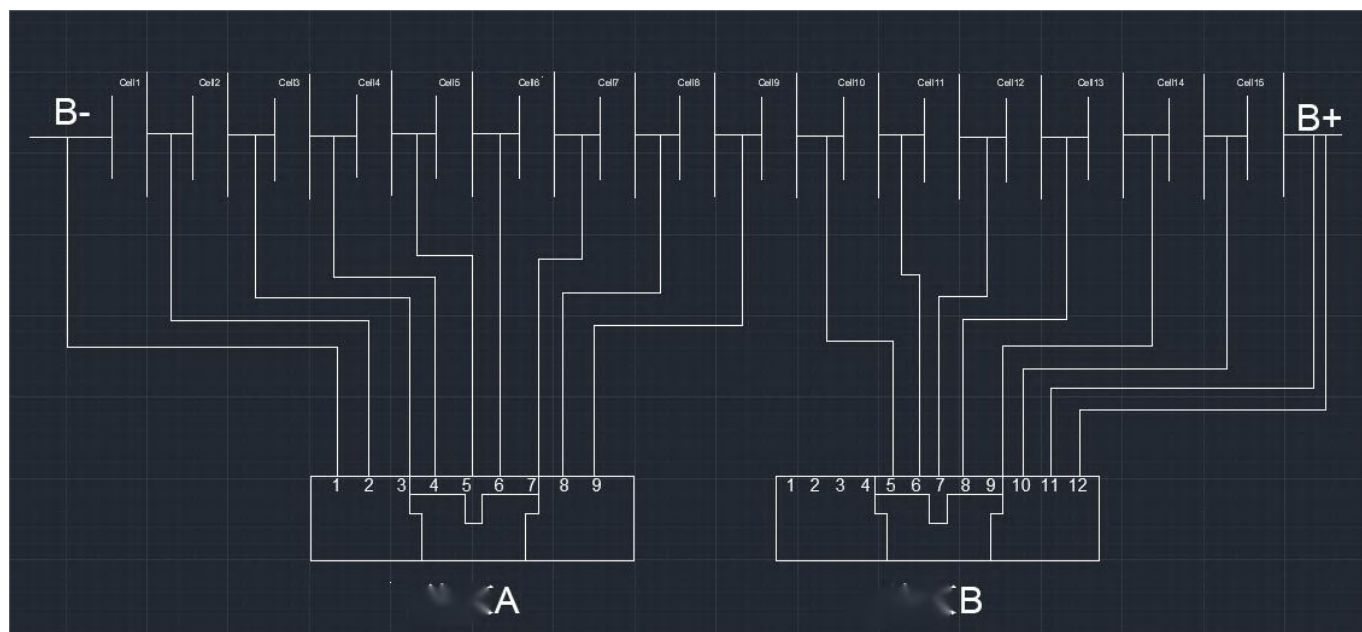 Cell1 Cell2 Cell3 Cell4 Cell5 Cell6 Cell7 Cell8 Cell9 Cell10 Cell11 Cell12 Cell13 Cell14 Cell15
B- B+
1 2 3 4 5 6 7 8 9 1 2 3 4 5 6 7 8 9 10 11 12
A B